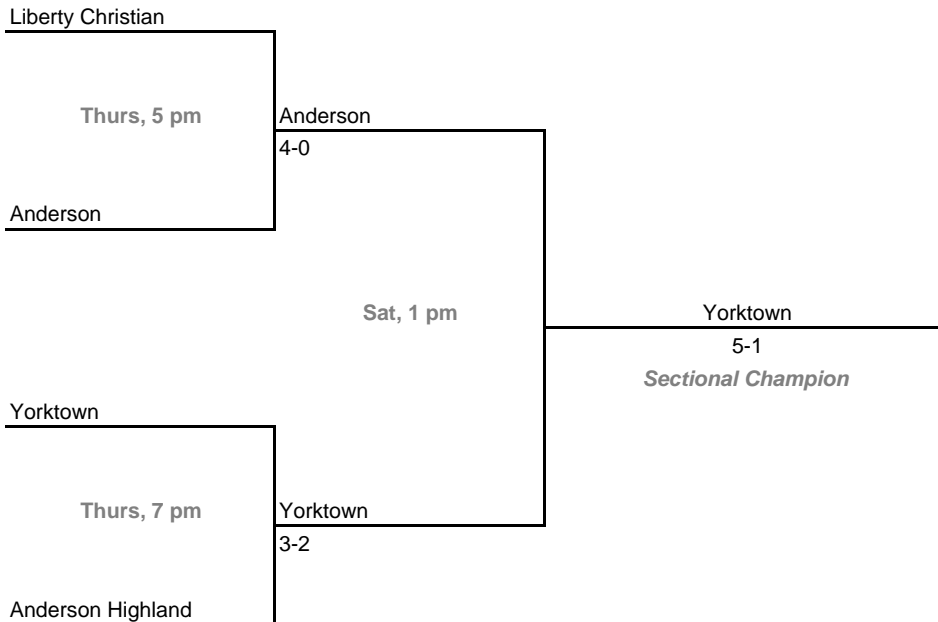 Liberty Christian
Thurs, 5 pm
Anderson
4-0
Anderson
Sat, 1 pm
Yorktown
5-1
Sectional Champion
Yorktown
Thurs, 7 pm
Yorktown
3-2
Anderson Highland